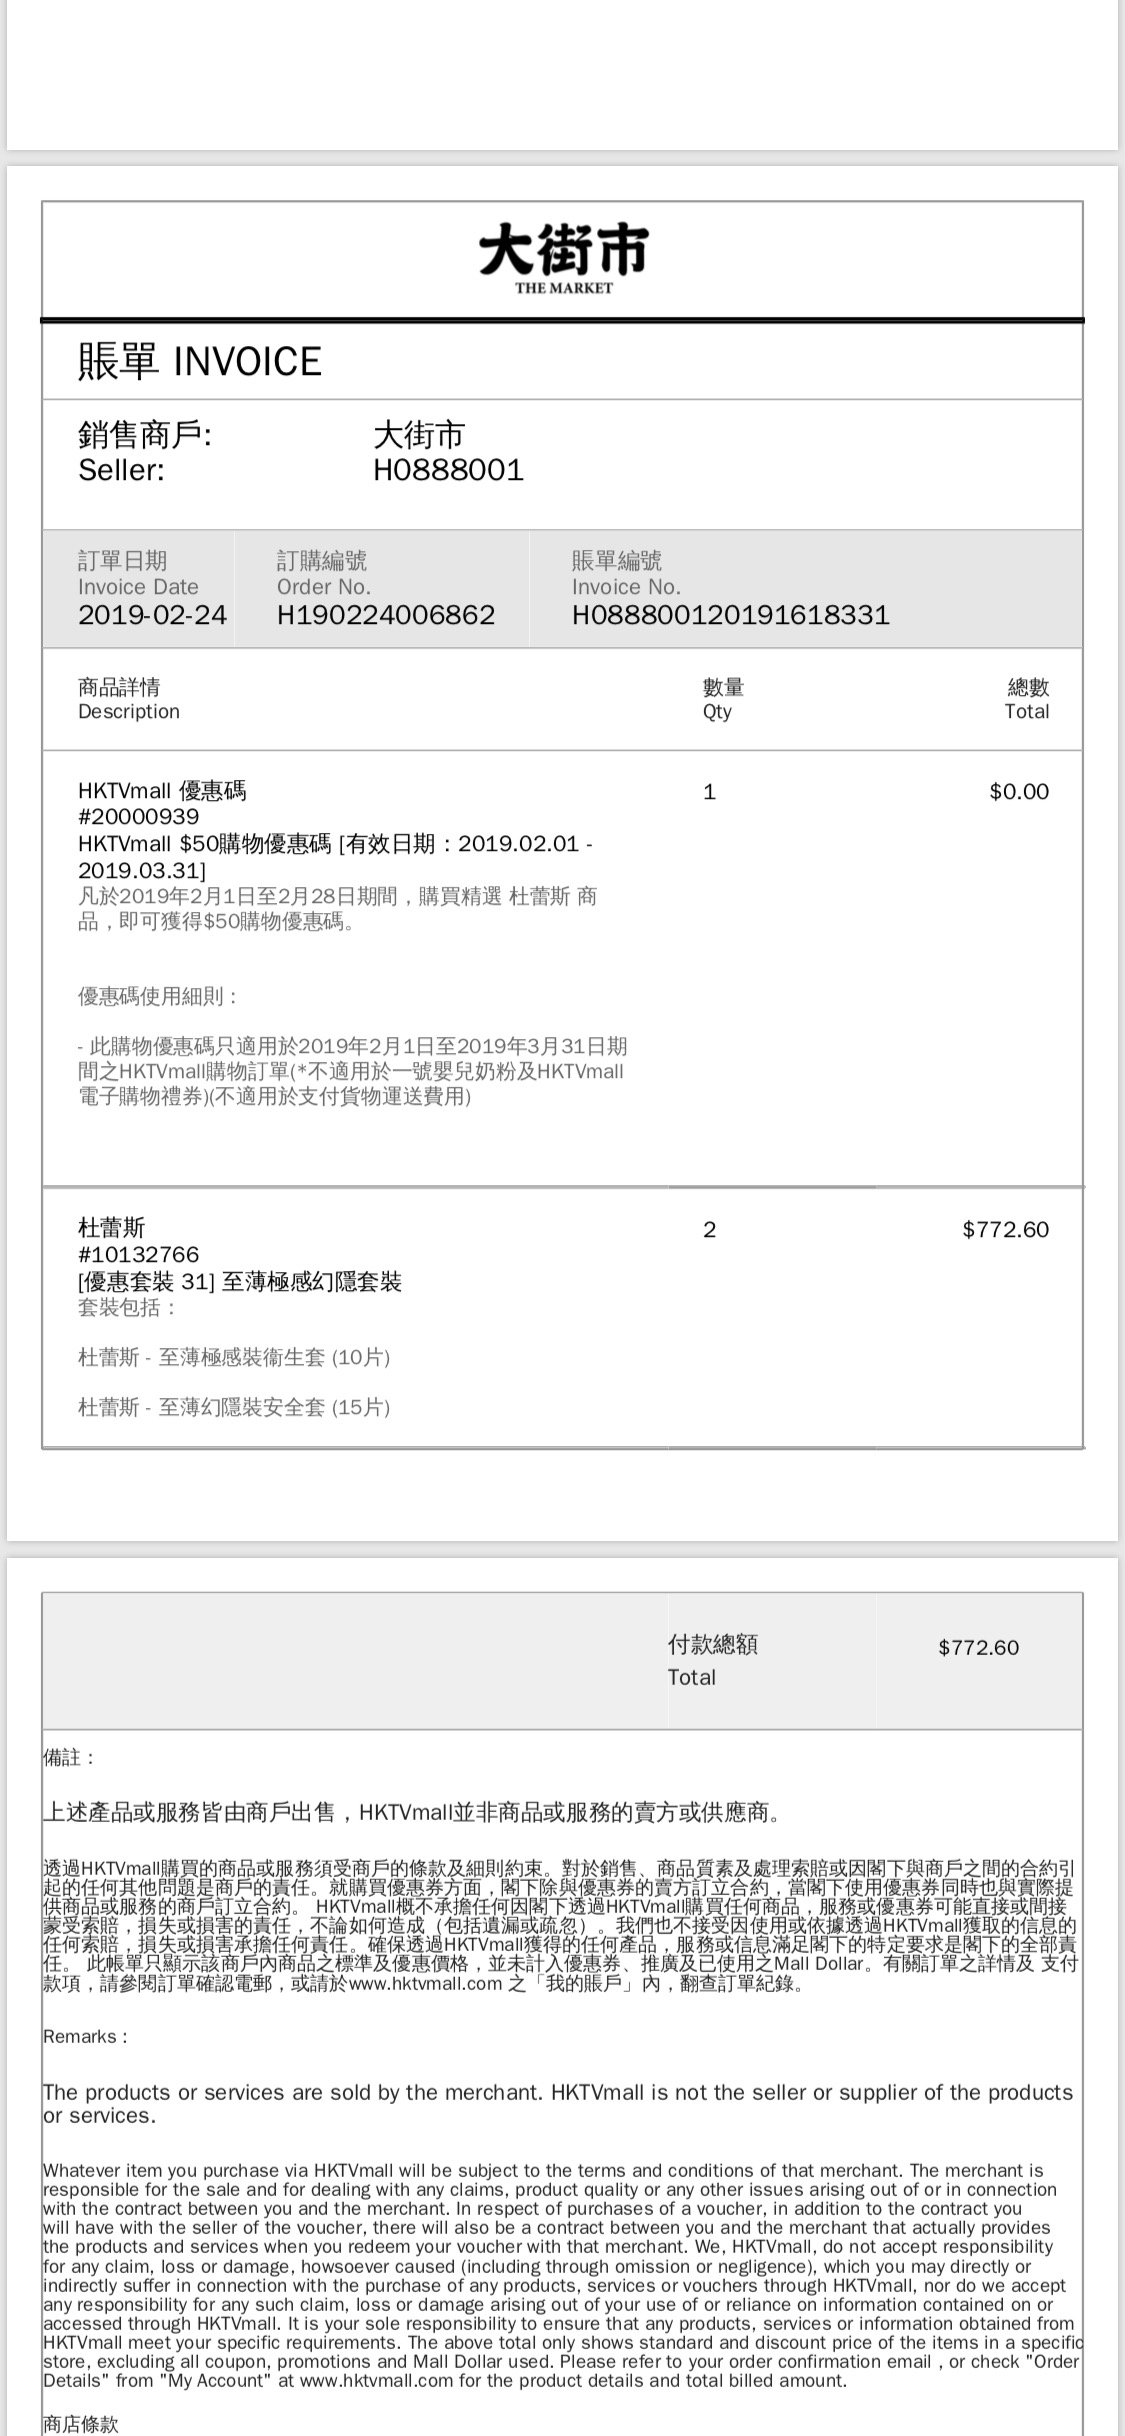 大街市
THE MARKET
賬單 INVOICE
銷售商戶: 大街市
Seller: H0888001
訂單日期 訂購編號 賬單編號
Invoice Date Order No. Invoice No.
2019-02-24 H190224006862 H088800120191618331
商品詳情 數量 總數
Description Qty Total
HKTVmall 優惠碼 1 $0.00
#20000939
HKTVmall $50購物優惠碼 [有效日期：2019.02.01 -
2019.03.31]
凡於2019年2月1日至2月28日期間，購買精選 杜蕾斯 商
品，即可獲得$50購物優惠碼。
優惠碼使用細則：
- 此購物優惠碼只適用於2019年2月1日至2019年3月31日期
間之HKTVmall購物訂單(*不適用於一號嬰兒奶粉及HKTVmall
電子購物禮券)(不適用於支付貨物運送費用)
杜蕾斯 2 $772.60
#10132766
[優惠套裝 31] 至薄極感幻隱套裝
套裝包括：
杜蕾斯 - 至薄極感裝衞生套 (10片)
杜蕾斯 - 至薄幻隱裝安全套 (15片)
付款總額 $772.60
Total
備註：
上述產品或服務皆由商戶出售，HKTVmall並非商品或服務的賣方或供應商。
透過HKTVmall購買的商品或服務須受商戶的條款及細則約束。對於銷售、商品質素及處理索賠或因閣下與商戶之間的合約引
起的任何其他問題是商戶的責任。就購買優惠券方面，閣下除與優惠券的賣方訂立合約，當閣下使用優惠券同時也與實際提
供商品或服務的商戶訂立合約。 HKTVmall概不承擔任何因閣下透過HKTVmall購買任何商品，服務或優惠券可能直接或間接
蒙受索賠，損失或損害的責任，不論如何造成（包括遺漏或疏忽）。我們也不接受因使用或依據透過HKTVmall獲取的信息的
任何索賠，損失或損害承擔任何責任。確保透過HKTVmall獲得的任何產品，服務或信息滿足閣下的特定要求是閣下的全部責
任。 此帳單只顯示該商戶內商品之標準及優惠價格，並未計入優惠券、推廣及已使用之Mall Dollar。有關訂單之詳情及 支付
款項，請參閱訂單確認電郵，或請於www.hktvmall.com 之「我的賬戶」內，翻查訂單紀錄。
Remarks :
The products or services are sold by the merchant. HKTVmall is not the seller or supplier of the products
or services.
Whatever item you purchase via HKTVmall will be subject to the terms and conditions of that merchant. The merchant is
responsible for the sale and for dealing with any claims, product quality or any other issues arising out of or in connection
with the contract between you and the merchant. In respect of purchases of a voucher, in addition to the contract you
will have with the seller of the voucher, there will also be a contract between you and the merchant that actually provides
the products and services when you redeem your voucher with that merchant. We, HKTVmall, do not accept responsibility
for any claim, loss or damage, howsoever caused (including through omission or negligence), which you may directly or
indirectly suffer in connection with the purchase of any products, services or vouchers through HKTVmall, nor do we accept
any responsibility for any such claim, loss or damage arising out of your use of or reliance on information contained on or
accessed through HKTVmall. It is your sole responsibility to ensure that any products, services or information obtained from
HKTVmall meet your specific requirements. The above total only shows standard and discount price of the items in a specific
store, excluding all coupon, promotions and Mall Dollar used. Please refer to your order confirmation email , or check "Order
Details" from "My Account" at www.hktvmall.com for the product details and total billed amount.
商店條款